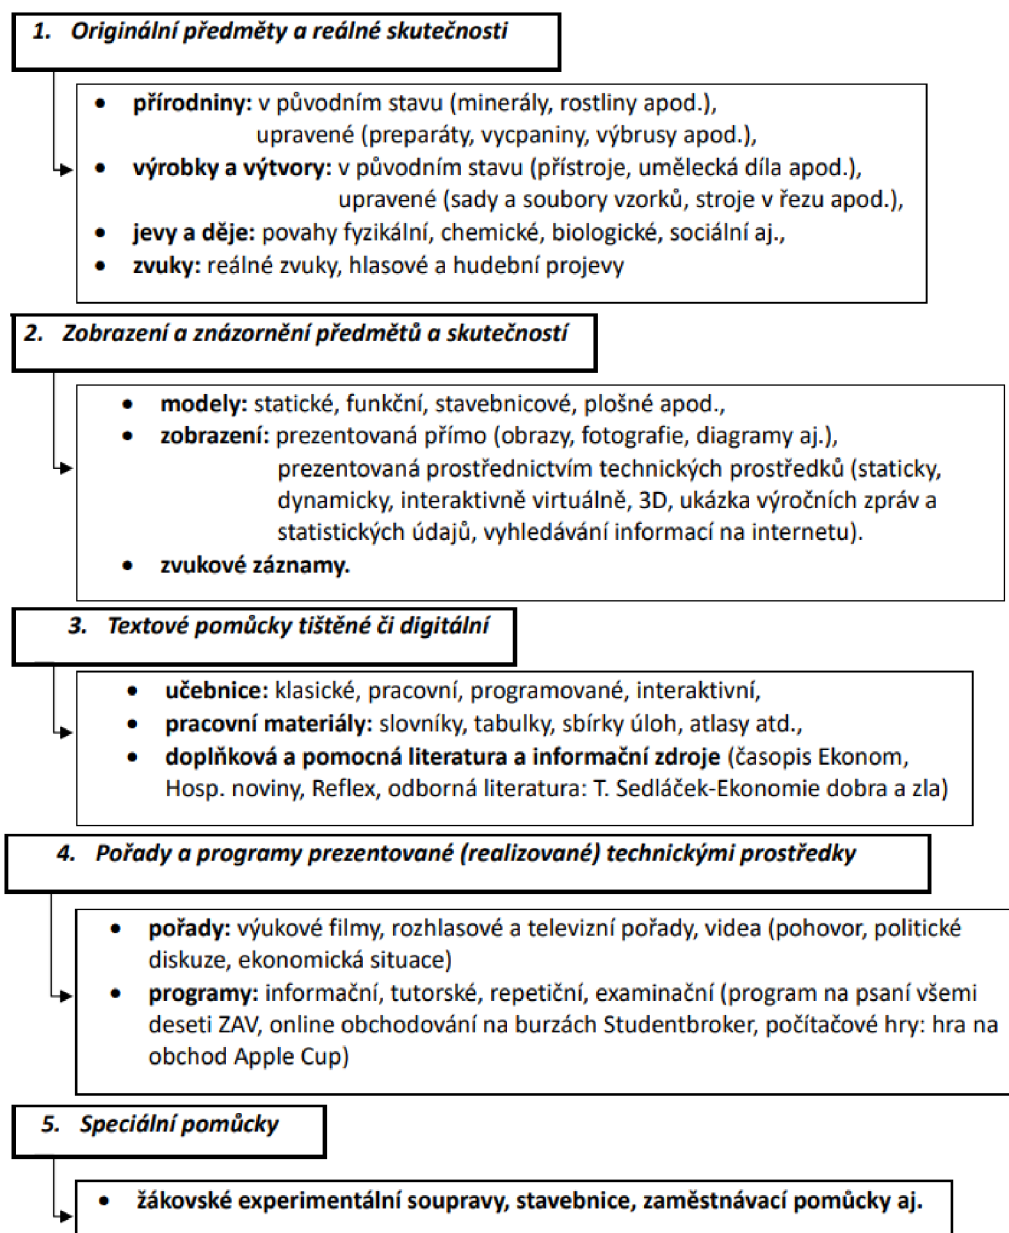 1. Originální předměty a reálné skutečnosti
• přírodniny: v původním stavu (minerály, rostliny apod.),
upravené (preparáty, vycpaniny, výbrusy apod.),
• výrobky a výtvory: v původním stavu (přístroje, umělecká díla apod.),
upravené (sady a soubory vzorků, stroje v řezu apod.),
• jevy a děje: povahy fyzikální, chemické, biologické, sociální aj.,
• zvuky: reálné zvuky, hlasové a hudební projevy
2. Zobrazení a znázornění předmětů a skutečností
• modely: statické, funkční, stavebnicové, plošné apod.,
• zobrazení: prezentovaná přímo (obrazy, fotografie, diagramy aj.),
prezentovaná prostřednictvím technických prostředků (staticky,
dynamicky, interaktivně virtuálně, 3D, ukázka výročních zpráv a
statistických údajů, vyhledávání informací na internetu).
• zvukové záznamy.
3. Textové pomůcky tištěné či digitální
• učebnice: klasické, pracovní, programované, interaktivní,
• pracovní materiály: slovníky, tabulky, sbírky úloh, atlasy atd.,
• doplňková a pomocná literatura a informační zdroje (časopis Ekonom,
Hosp. noviny, Reflex, odborná literatura: T. Sedláček-Ekonomie dobra a zla)
4. Pořady a programy prezentované (realizované) technickými prostředky
• pořady: výukové filmy, rozhlasové a televizní pořady, videa (pohovor, politické
diskuze, ekonomická situace)
• programy: informační, tutorské, repetiční, examinační (program na psaní všemi
deseti ZAV, online obchodování na burzách Studentbroker, počítačové hry: hra na
obchod Apple Cup)
5. Speciální pomůcky
• žákovské experimentální soupravy, stavebnice, zaměstnávací pomůcky aj.